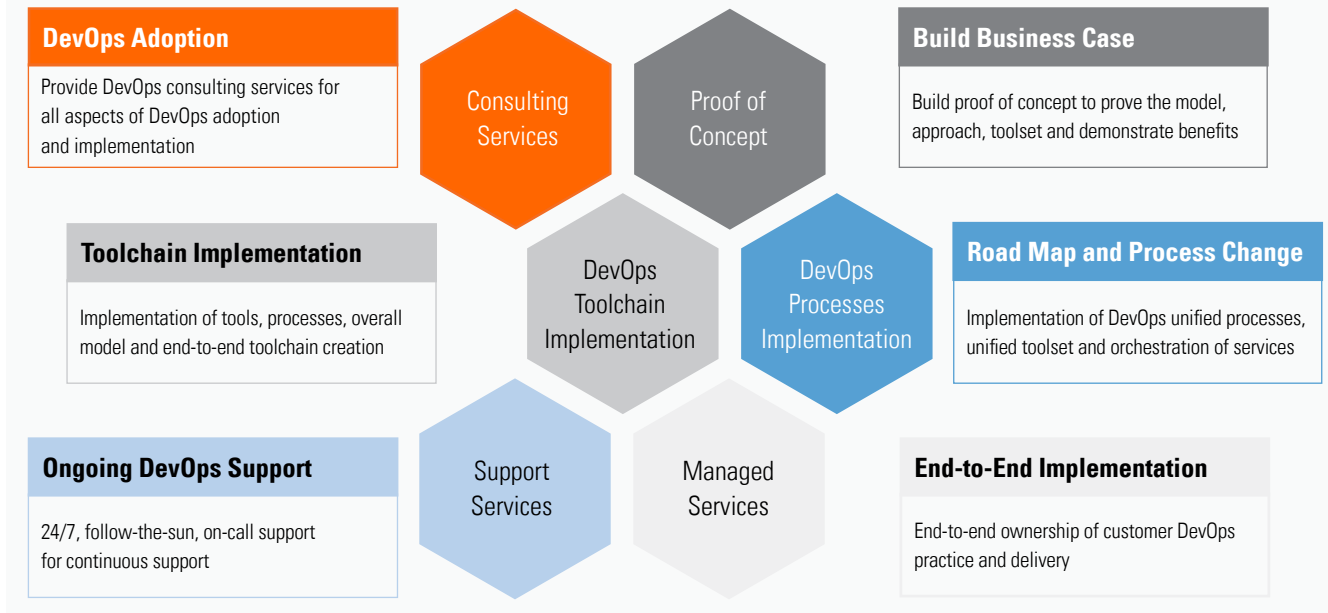 DevOps Adoption
Provide DevOps consulting services for
all aspects of DevOps adoption
and implementation
Consulting
Services
Proof of
Concept
Build Business Case
Build proof of concept to prove the model,
approach, toolset and demonstrate benefits
Toolchain Implementation
Implementation of tools, processes, overall
model and end-to-end toolchain creation
DevOps
Toolchain
Implementation
DevOps
Processes
Implementation
Road Map and Process Change
Implementation of DevOps unified processes,
unified toolset and orchestration of services
Ongoing DevOps Support
24/7, follow-the-sun, on-call support
for continuous support
Support
Services
Managed
Services
End-to-End Implementation
End-to-end ownership of customer DevOps
practice and delivery